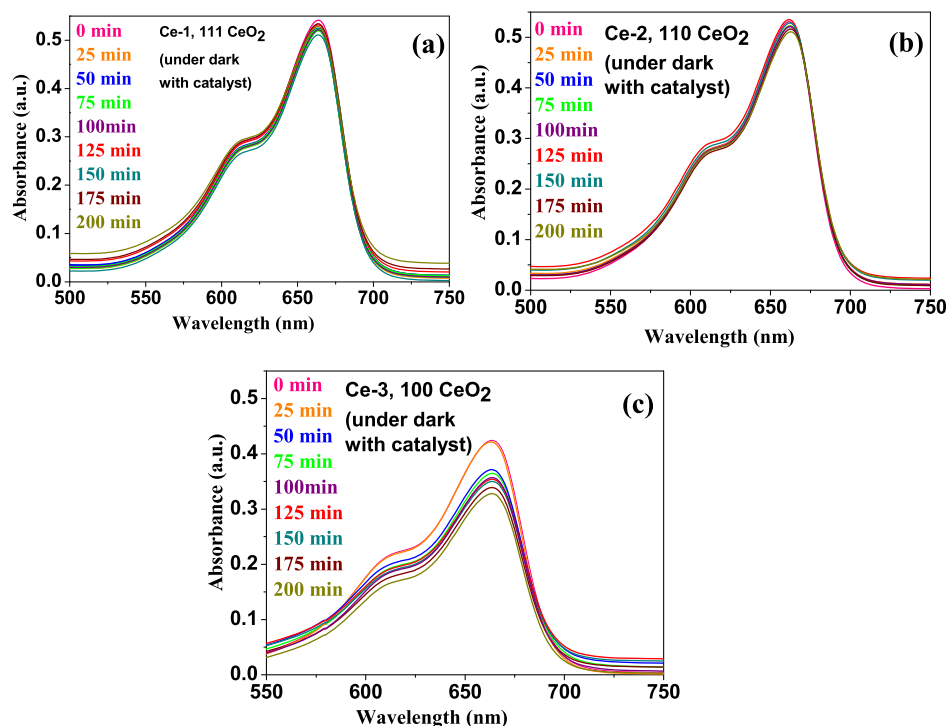 (a)
Ce-1, 111 CeO2
(under dark
with catalyst)
0 min
25 min
50 min
75 min
100min
125 min
150 min
175 min
200 min
Absorbance (a.u.)
0.5
0.4
0.3
0.2
0.1
0.0
500 550 600 650 700 750
Wavelength (nm)
(b)
Ce-2, 110 CeO2
(under dark
with catalyst)
0 min
25 min
50 min
75 min
100min
125 min
150 min
175 min
200 min
Absorbance (a.u.)
0.5
0.4
0.3
0.2
0.1
0.0
500 550 600 650 700 750
Wavelength (nm)
(c)
Ce-3, 100 CeO2
(under dark
with catalyst)
0 min
25 min
50 min
75 min
100min
125 min
150 min
175 min
200 min
Absorbance (a.u.)
0.5
0.4
0.3
0.2
0.1
0.0
550 600 650 700 750
Wavelength (nm)